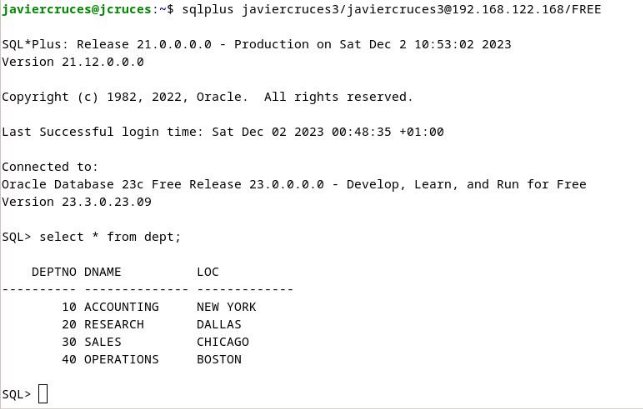 javiercruces@jcruces:~$ sqlplus javiercruces3/javiercruces3@192.168.122.168/FREE
SQL*Plus: Release 21.0.0.0.0 - Production on Sat Dec 2 10:53:02 2023
Version 21.12.0.0.0
Copyright (c) 1982, 2022, Oracle.  All rights reserved.
Last Successful login time: Sat Dec 02 2023 00:48:35 +01:00
Connected to:
Oracle Database 23c Free Release 23.0.0.0.0 - Develop, Learn, and Run for Free
Version 23.3.0.23.09
SQL> select * from dept;
    DEPTNO DNAME          LOC
---------- -------------- -------------
        10 ACCOUNTING     NEW YORK
        20 RESEARCH       DALLAS
        30 SALES          CHICAGO
        40 OPERATIONS     BOSTON
SQL>